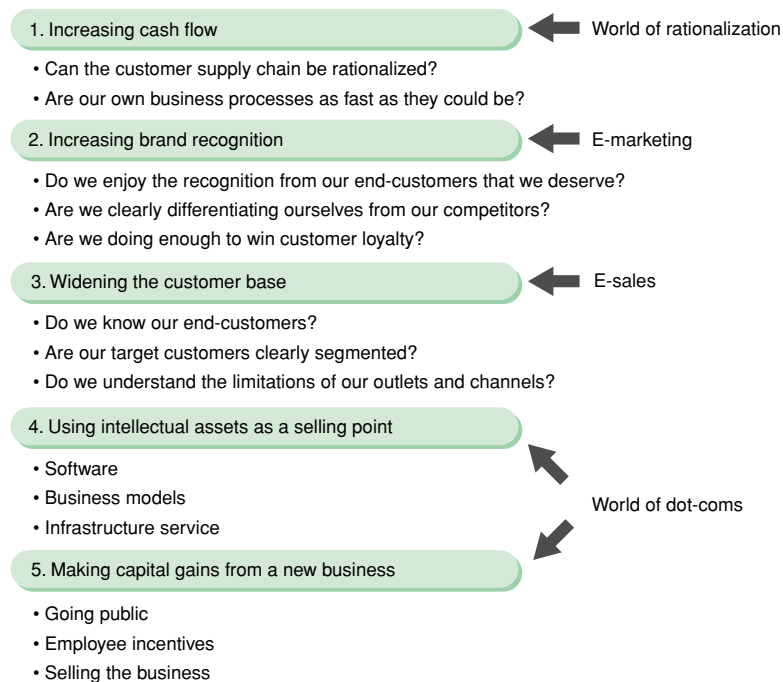 1. Increasing cash flow
World of rationalization
• Can the customer supply chain be rationalized?
• Are our own business processes as fast as they could be?
2. Increasing brand recognition
E-marketing
• Do we enjoy the recognition from our end-customers that we deserve?
• Are we clearly differentiating ourselves from our competitors?
• Are we doing enough to win customer loyalty?
3. Widening the customer base
E-sales
• Do we know our end-customers?
• Are our target customers clearly segmented?
• Do we understand the limitations of our outlets and channels?
4. Using intellectual assets as a selling point
• Software
• Business models
• Infrastructure service
World of dot-coms
5. Making capital gains from a new business
• Going public
• Employee incentives
• Selling the business